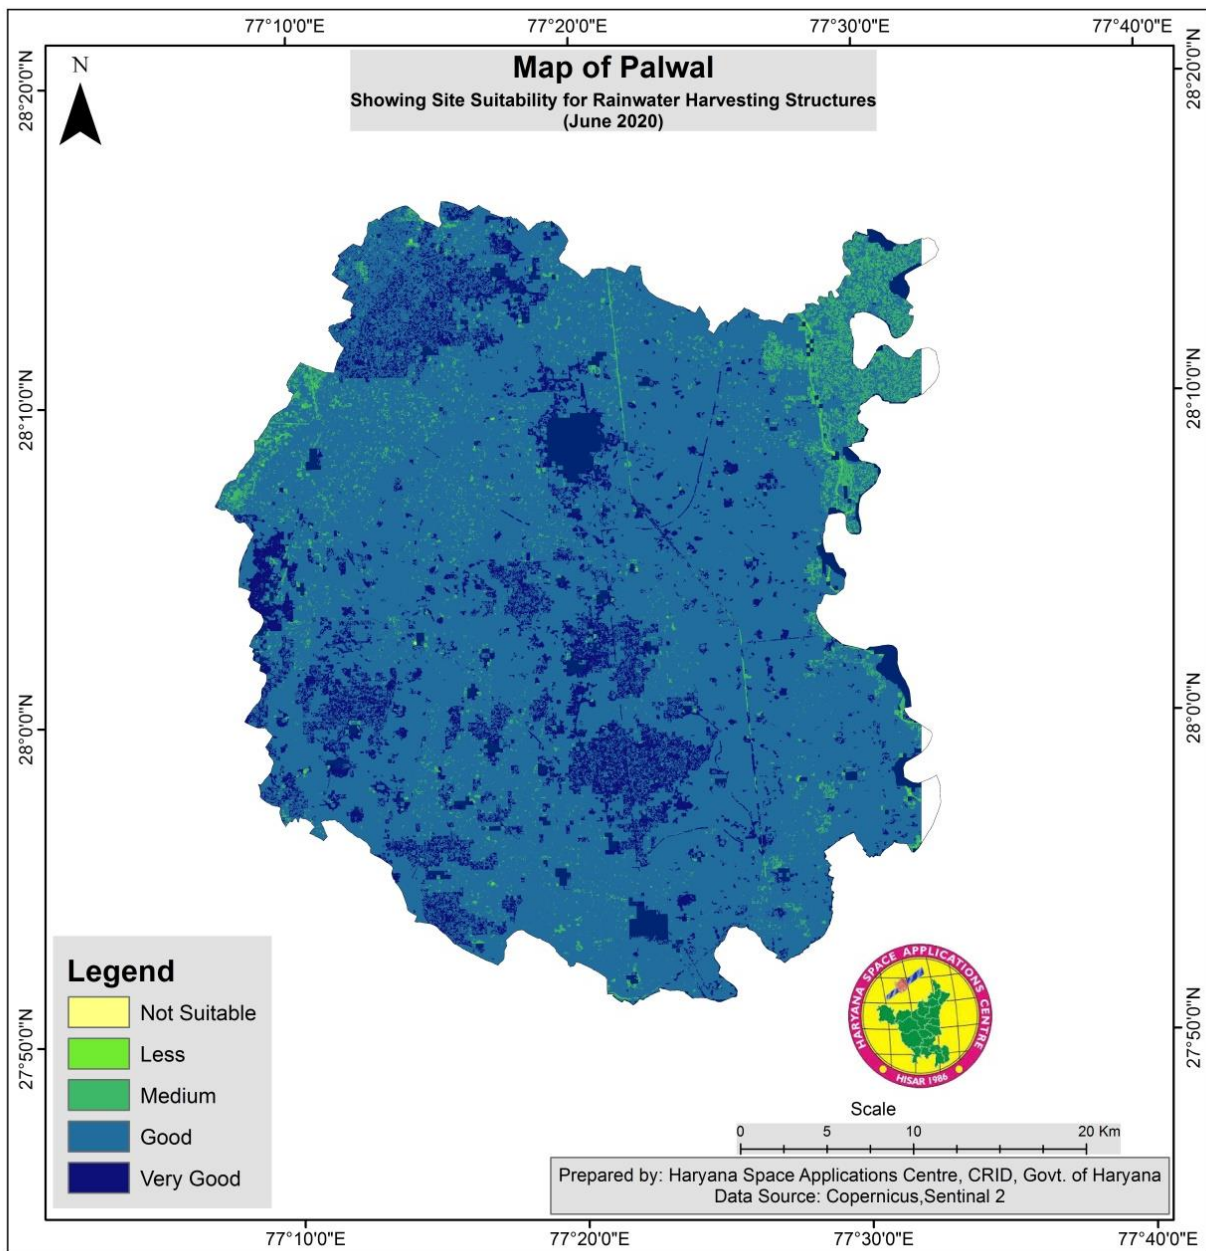 77°10'0"E 77°20'0"E 77°30'0"E 77°40'0"E
28°20'0"N
28°20'0"N
N
Map of Palwal
Showing Site Suitability for Rainwater Harvesting Structures
(June 2020)
28°10'0"N
28°10'0"N
28°0'0"N
28°0'0"N
27°50'0"N
27°50'0"N
Legend
Not Suitable
Less
Medium
Good
Very Good
HARYANA SPACE APPLICATIONS CENTRE
HISAR 1986
Scale
0 5 10 20 Km
Prepared by: Haryana Space Applications Centre, CRID, Govt. of Haryana
Data Source: Copernicus,Sentinal 2
77°10'0"E 77°20'0"E 77°30'0"E 77°40'0"E